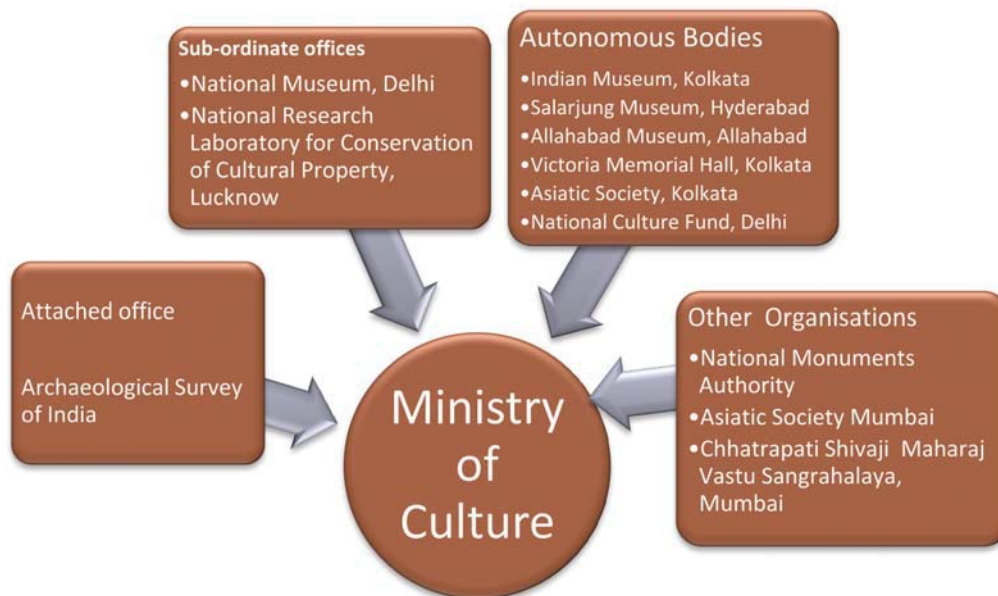 Sub-ordinate offices
•National Museum, Delhi
•National Research
Laboratory for Conservation
of Cultural Property,
Lucknow
Autonomous Bodies
•Indian Museum, Kolkata
•Salarjung Museum, Hyderabad
•Allahabad Museum, Allahabad
•Victoria Memorial Hall, Kolkata
•Asiatic Society, Kolkata
•National Culture Fund, Delhi
Attached office
Archaeological Survey
of India
Other Organisations
•National Monuments
Authority
•Asiatic Society Mumbai
•Chhatrapati Shivaji Maharaj
Vastu Sangrahalaya,
Mumbai
Ministry
of
Culture